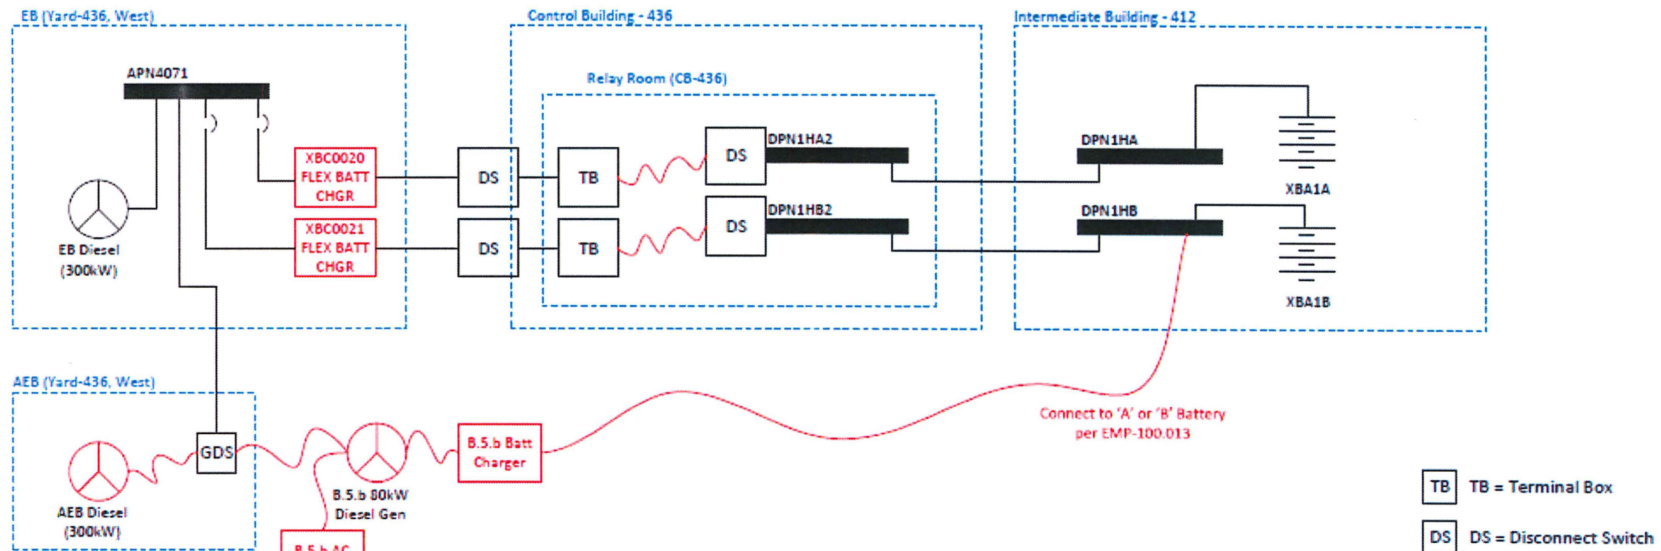 EB (Yard-436, West)
Control Building - 436
Intermediate Building - 412
APN4071
Relay Room (CB-436)
XBC0020
FLEX BATT
CHGR
DS
TB
DS
DPN1HA2
DPN1HA
XBA1A
EB Diesel
(300kW)
XBC0021
FLEX BATT
CHGR
DS
TB
DS
DPN1HB2
DPN1HB
XBA1B
AEB (Yard-436, West)
GDS
AEB Diesel
(300kW)
B.5.b 80kW
Diesel Gen
B.5.b Batt
Charger
Connect to 'A' or 'B' Battery
per EMP-100.013
B.5.b AC
TB TB = Terminal Box
DS DS = Disconnect Switch